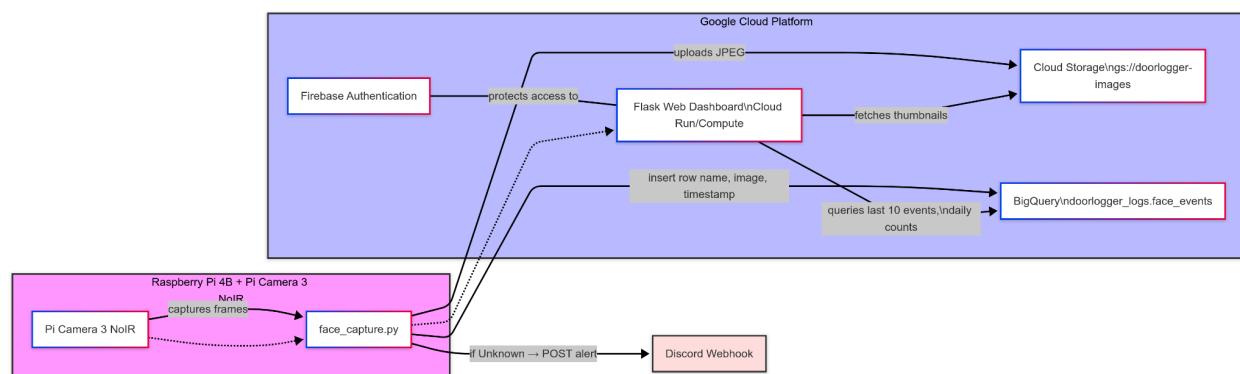 Google Cloud Platform
uploads JPEG
Cloud Storage\ngs://doorlogger-
images
Firebase Authentication
protects access to
Flask Web Dashboard\nCloud
Run/Compute
fetches thumbnails
insert row name, image,
timestamp
BigQuery\ndoorlogger_logs.face_events
queries last 10 events,\ndaily
counts
Raspberry Pi 4B + Pi Camera 3
NoIR
captures frames
Pi Camera 3 NoIR
face_capture.py
if Unknown → POST alert
Discord Webhook